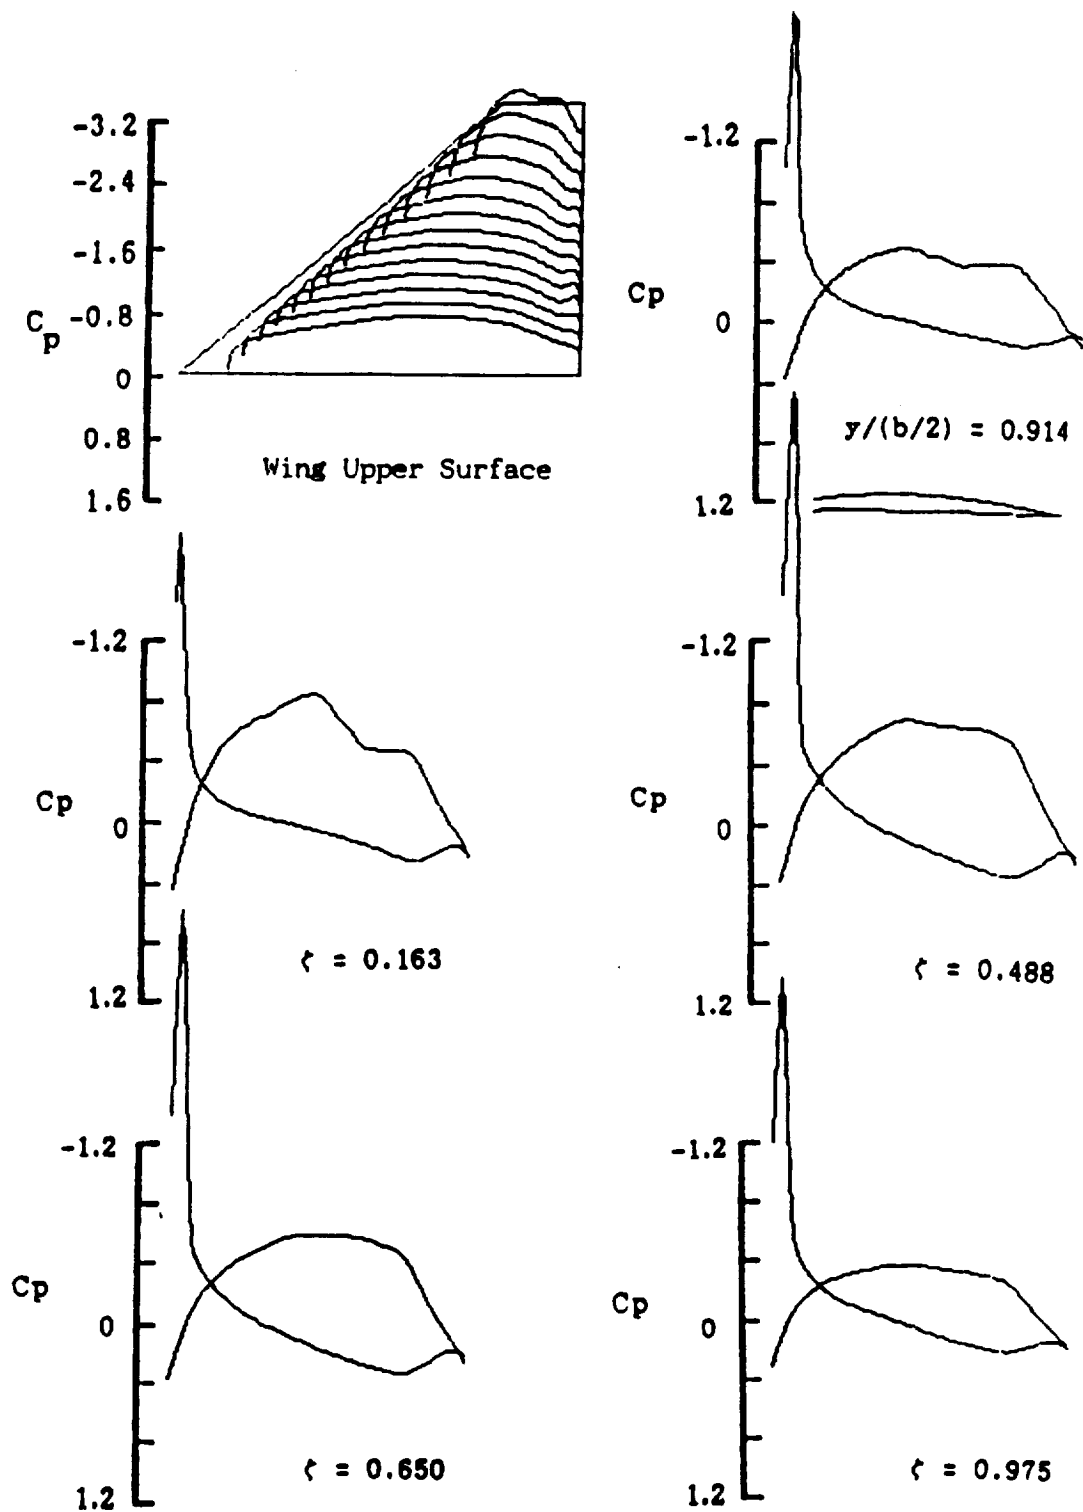 -3.2
-2.4
-1.6
-0.8
0
0.8
1.6
Cp
Wing Upper Surface
-1.2
0
1.2
Cp
y/(b/2) = 0.914
-1.2
0
1.2
Cp
ζ = 0.163
-1.2
0
1.2
Cp
ζ = 0.488
-1.2
0
1.2
Cp
ζ = 0.650
-1.2
0
1.2
Cp
ζ = 0.975